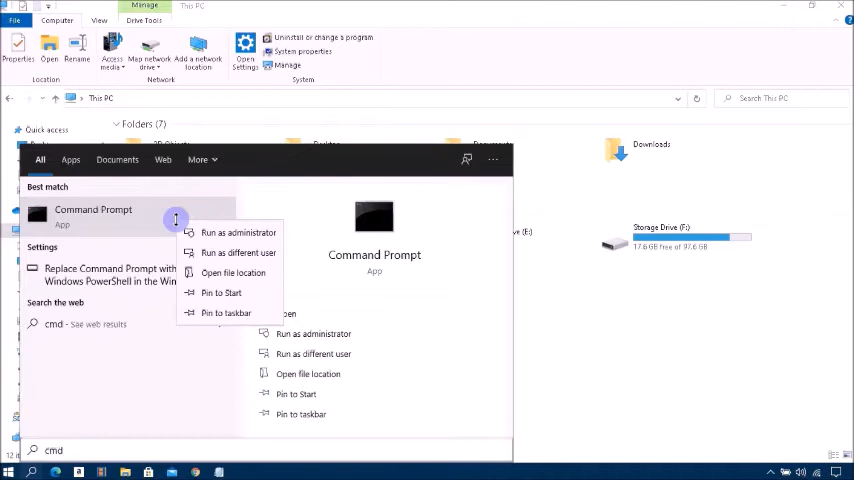 Manage
This PC
File
Computer
View
Drive Tools
Properties
Open
Rename
Access
media
Map network
drive
Add a network
location
Open
Settings
Uninstall or change a program
System properties
Manage
Location
Network
System
This PC
Search This PC
Quick access
Folders (7)
Downloads
Storage Drive (F:)
17.6 GB free of 97.6 GB
(E:)
All
Apps
Documents
Web
More
Best match
Command Prompt
App
Run as administrator
Run as different user
Open file location
Pin to Start
Pin to taskbar
Settings
Replace Command Prompt with
Windows PowerShell in the Win
Search the web
cmd - See web results
Command Prompt
App
Run as administrator
Run as different user
Open file location
Pin to Start
Pin to taskbar
cmd